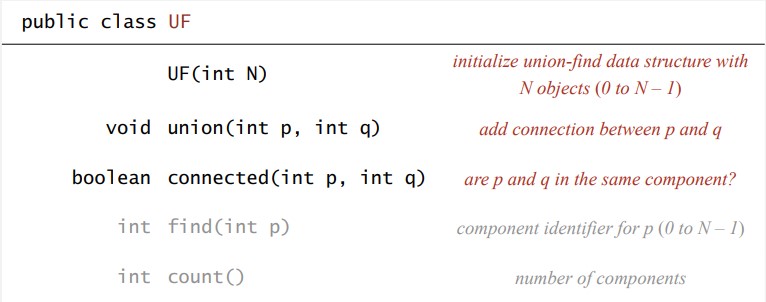 public class UF
UF(int N) initialize union-find data structure with
N objects (0 to N – 1)
void union(int p, int q) add connection between p and q
boolean connected(int p, int q) are p and q in the same component?
int find(int p) component identifier for p (0 to N – 1)
int count() number of components